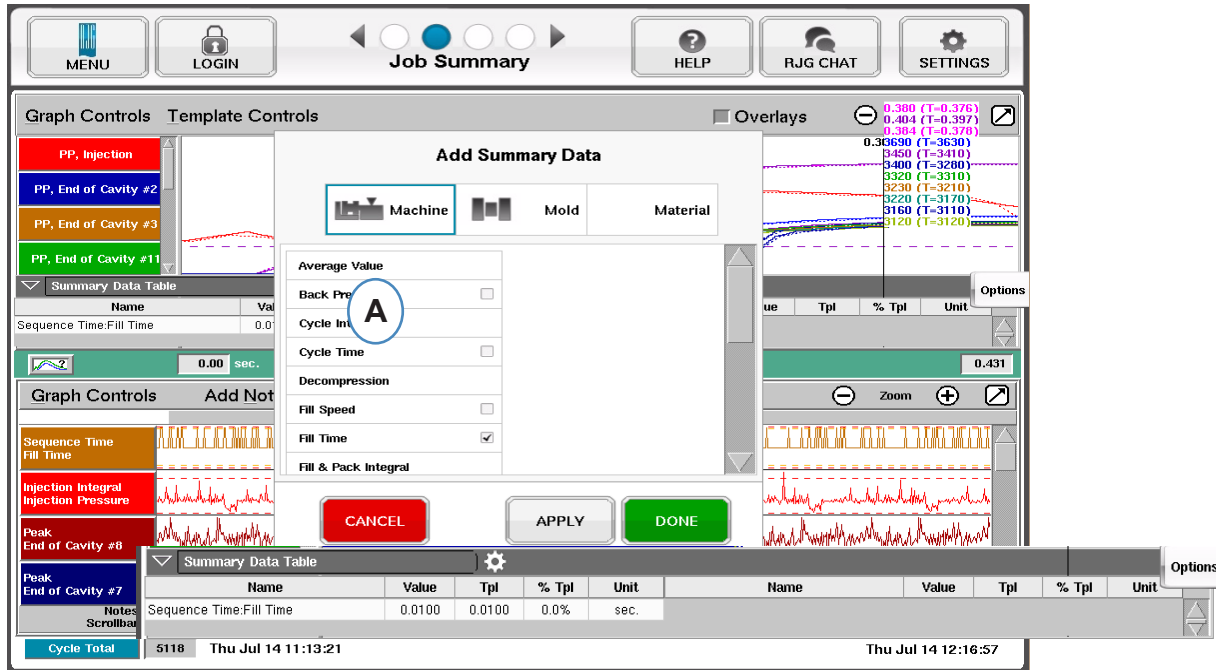 MENU
LOGIN
Job Summary
HELP
RJG CHAT
SETTINGS
Graph Controls Template Controls
Overlays
0.380 (T=0.376)
0.404 (T=0.397)
0.384 (T=0.378)
3690 (T=3630)
3450 (T=3410)
3400 (T=3280)
3320 (T=3310)
3230 (T=3210)
3220 (T=3170)
3160 (T=3110)
3120 (T=3120)
PP, Injection
PP, End of Cavity #2
PP, End of Cavity #3
PP, End of Cavity #11
Add Summary Data
Machine
Mold
Material
Average Value
Back Pre
A
Cycle Int
Cycle Time
Decompression
Fill Speed
Fill Time
Fill & Pack Integral
CANCEL
APPLY
DONE
Summary Data Table
Options
Name Val
ue Tpl % Tpl Unit
Sequence Time:Fill Time 0.01
0.00 sec.
0.431
Graph Controls Add Not
Zoom
Sequence Time
Fill Time
Injection Integral
Injection Pressure
Peak
End of Cavity #8
Peak
End of Cavity #7
Notes
Scrollba
Summary Data Table
Options
Name Value Tpl % Tpl Unit Name Value Tpl % Tpl Unit
Sequence Time:Fill Time 0.0100 0.0100 0.0% sec.
Cycle Total 5118 Thu Jul 14 11:13:21 Thu Jul 14 12:16:57